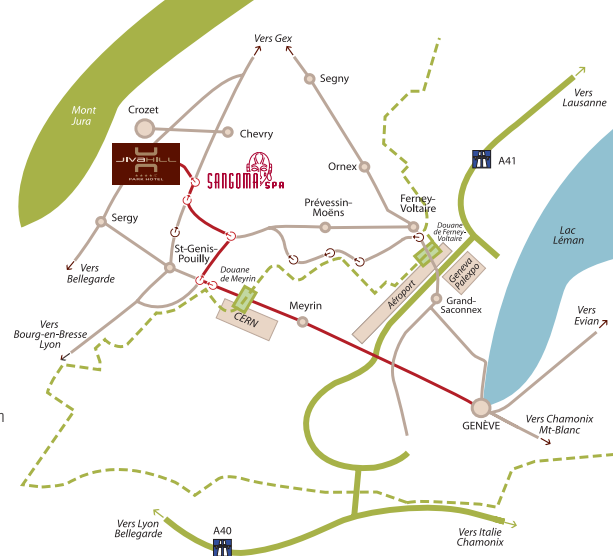 Vers Gex
Segny
Vers
Lausanne
Mont
Jura
Crozet
Chevry
JIVAHILL
PARK HOTEL
SANGOMA SPA
A41
Ornex
Prévessin-
Moëns
Ferney-
Voltaire
Sergy
Douane
de Ferney-
Voltaire
Lac
Léman
St-Genis-
Pouilly
Vers
Bellegarde
Douane
de Meyrin
Geneva
Palexpo
Aéroport
Grand-
Saconnex
Meyrin
CERN
Vers
Evian
Vers
Bourg-en-Bresse
Lyon
n
GENÈVE
Vers Chamonix
Mt-Blanc
Vers Lyon
Bellegarde
A40
Vers Italie
Chamonix